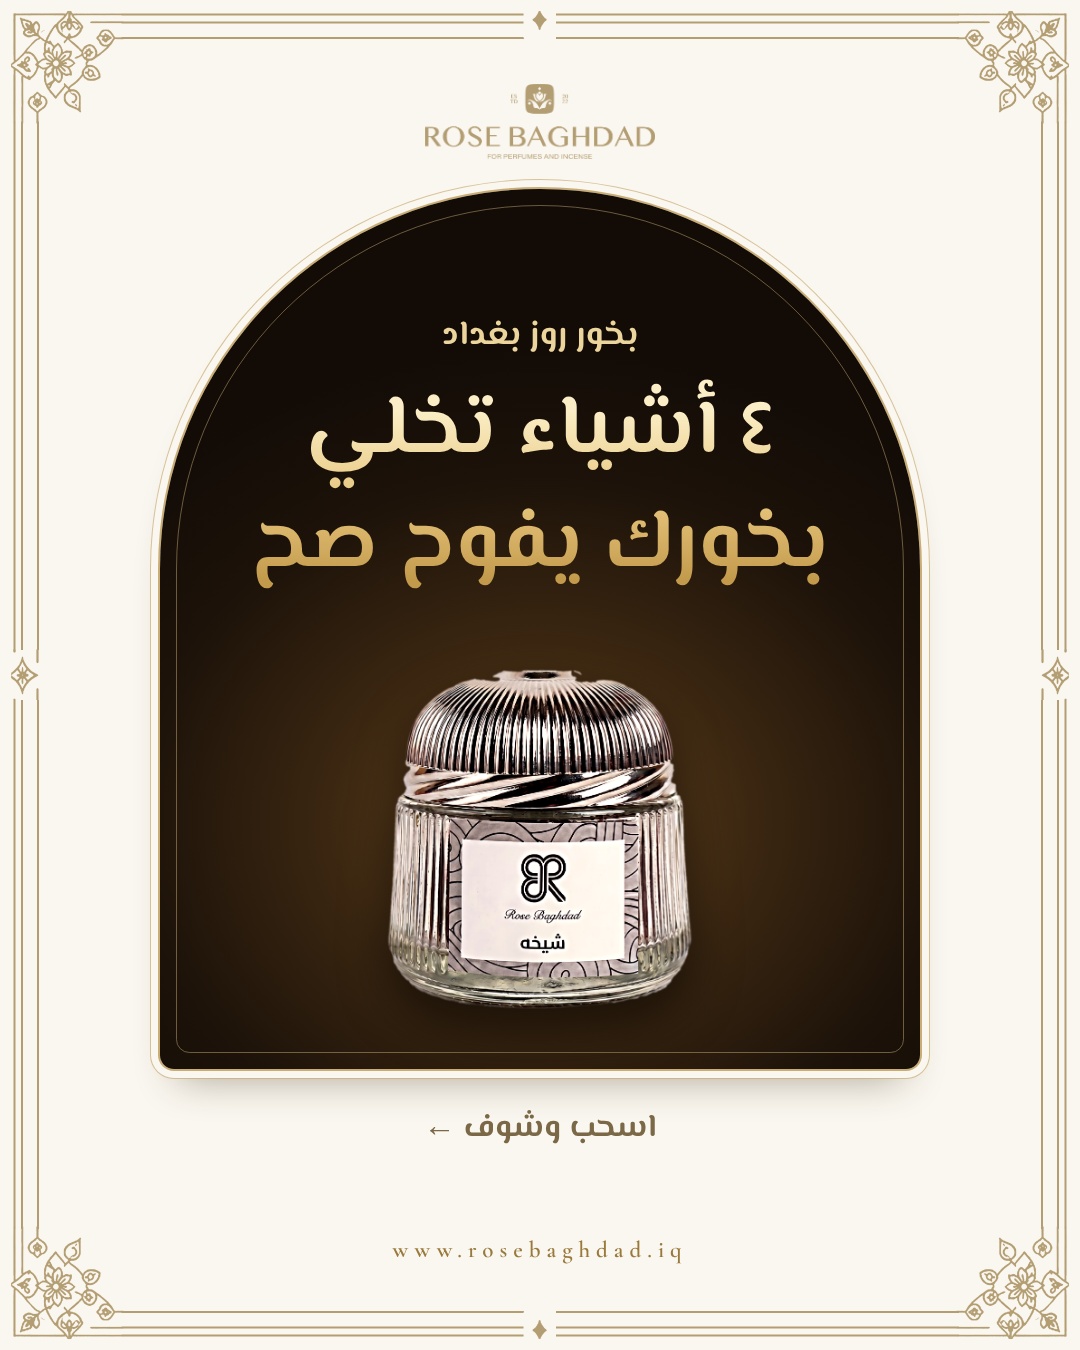 ROSE BAGHDAD
FOR PERFUMES AND INCENSE
بخور روز بغداد
٤ أشياء تخلي
بخورك يفوح صح
Rose Baghdad
شيخه
اسحب وشوف ←
www.rosebaghdad.iq